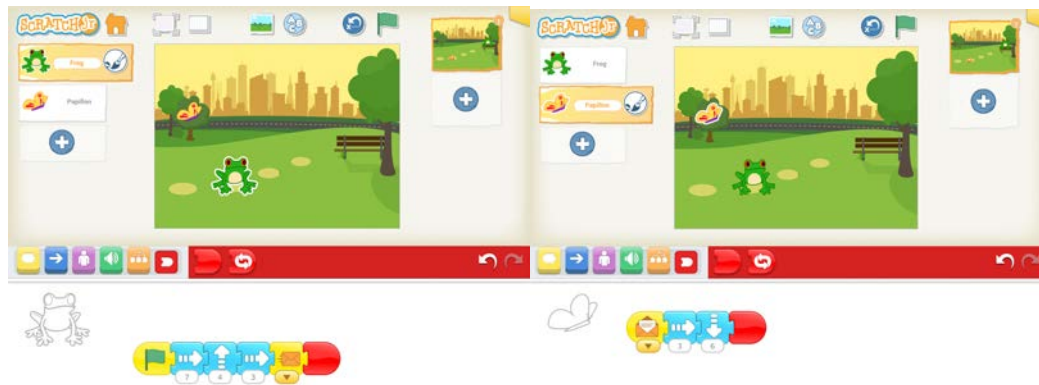 SCRATCHJr
Frog
Papillon
7 4 3
SCRATCHJr
Frog
Papillon
3 6